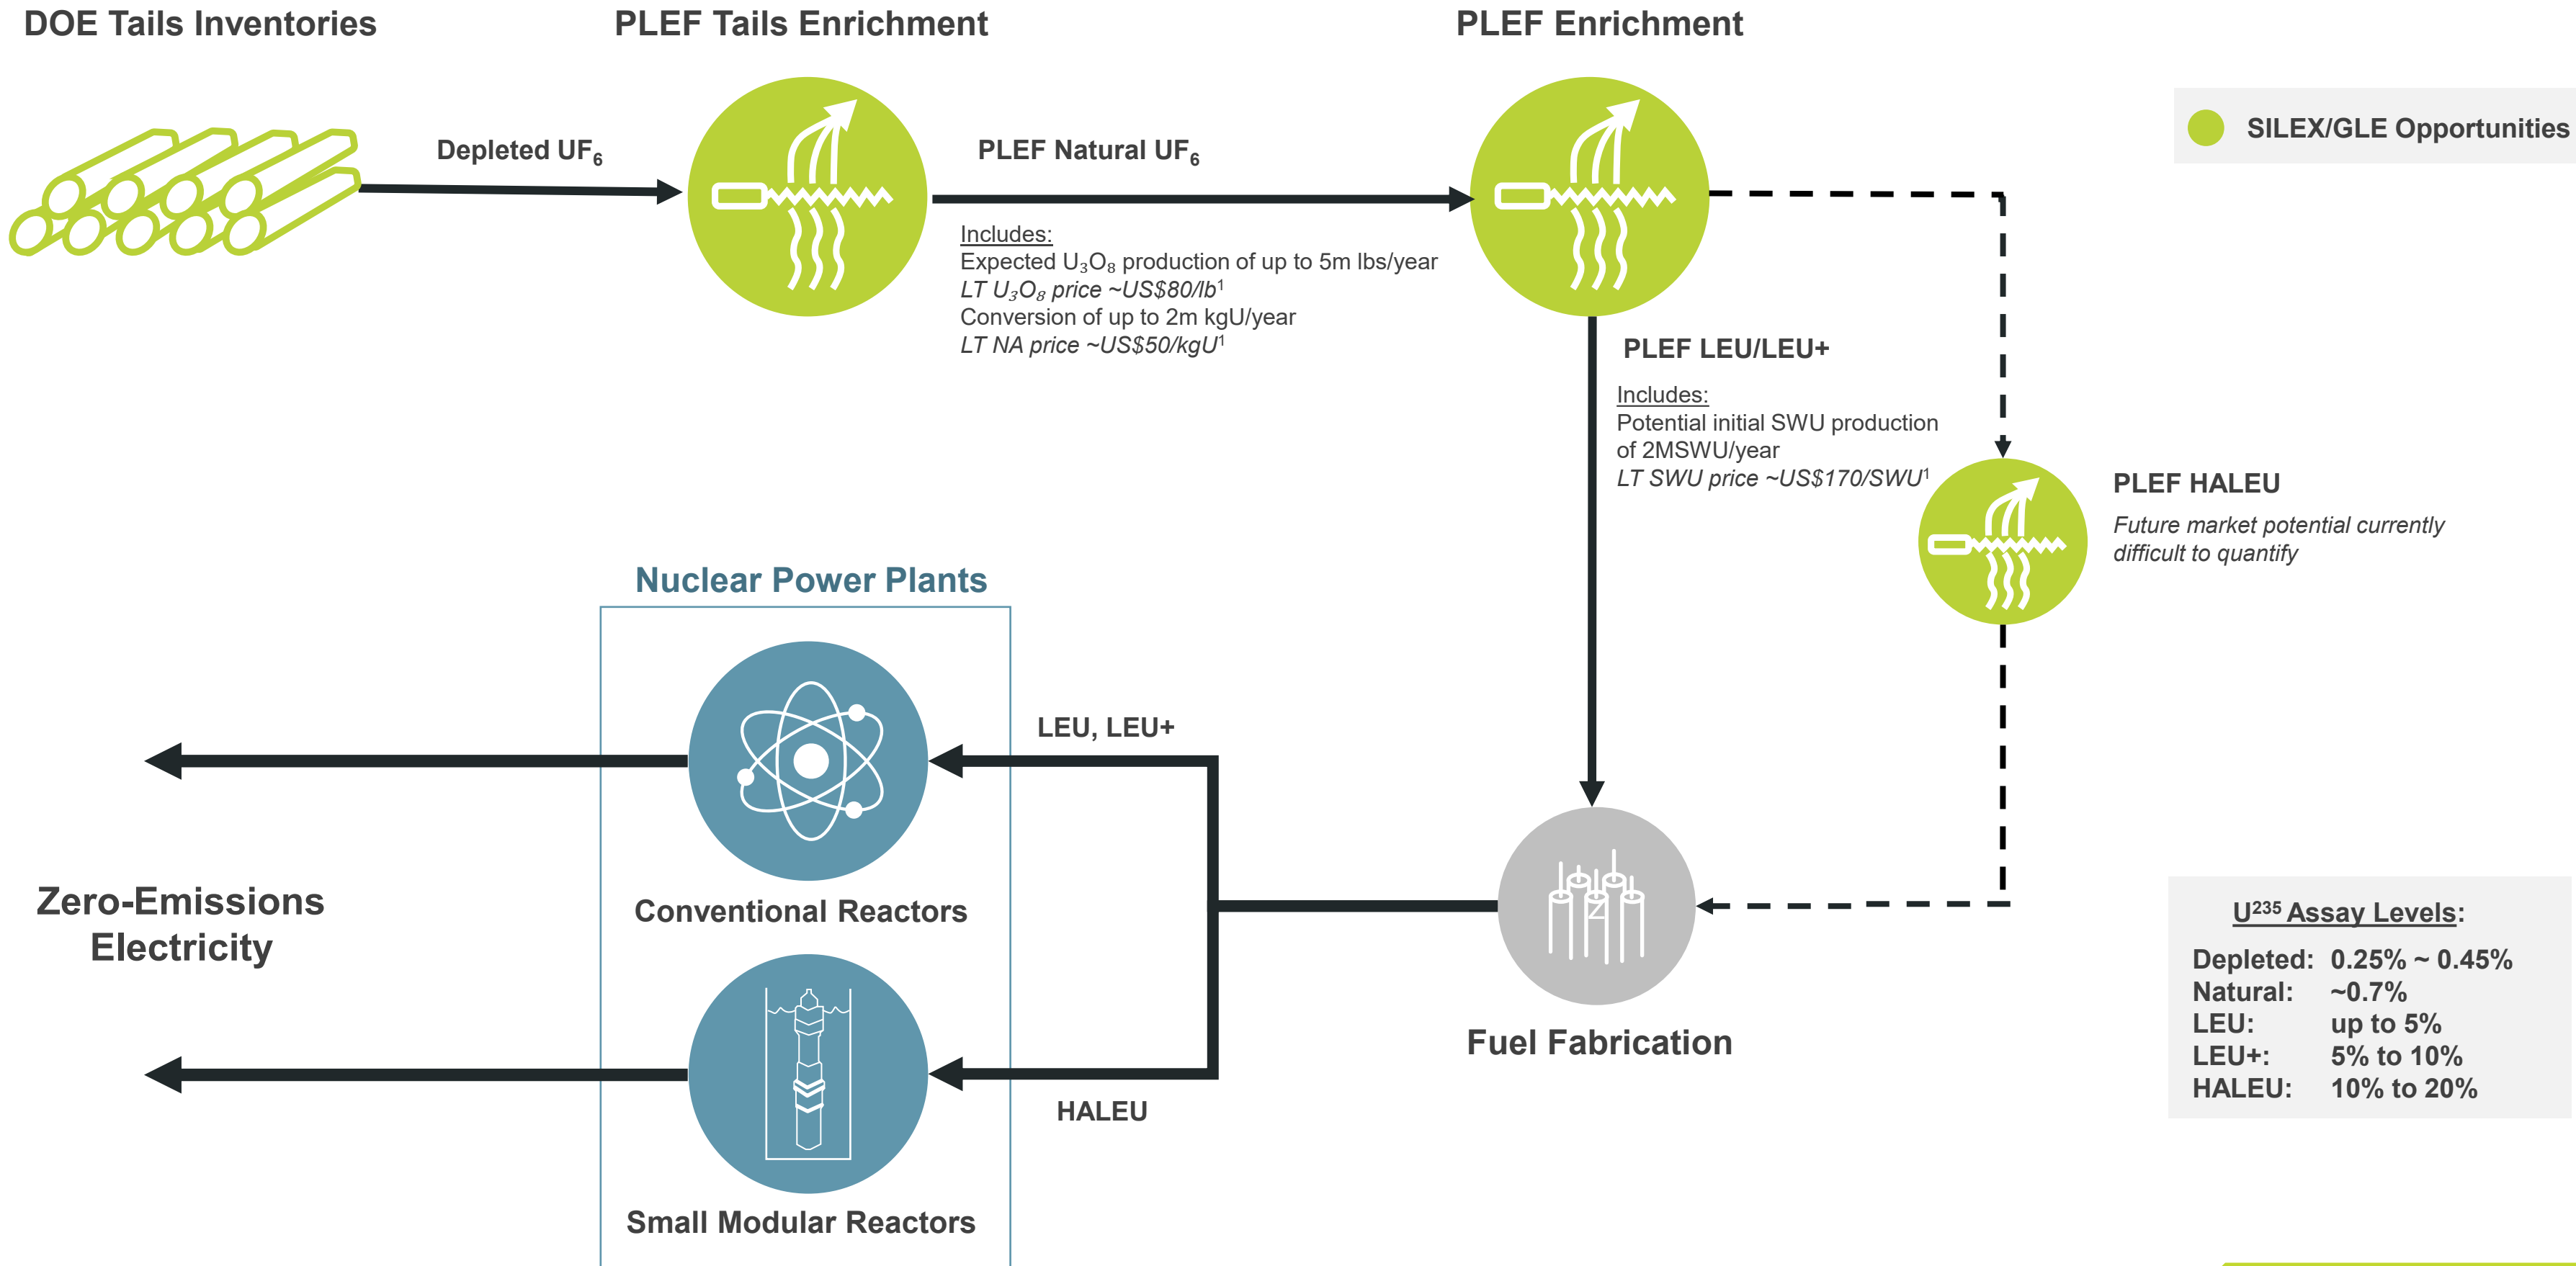 DOE Tails Inventories
PLEF Tails Enrichment
PLEF Enrichment
Depleted UF₆
PLEF Natural UF₆
SILEX/GLE Opportunities
Includes:
Expected U₃O₈ production of up to 5m lbs/year
LT U₃O₈ price ~US$80/lb¹
Conversion of up to 2m kgU/year
LT NA price ~US$50/kgU¹
PLEF LEU/LEU+
Includes:
Potential initial SWU production
of 2MSWU/year
LT SWU price ~US$170/SWU¹
PLEF HALEU
Future market potential currently
difficult to quantify
Nuclear Power Plants
LEU, LEU+
Conventional Reactors
Zero-Emissions
Electricity
Z
Fuel Fabrication
HALEU
Small Modular Reactors
U²³⁵ Assay Levels:
Depleted: 0.25% ~ 0.45%
Natural: ~0.7%
LEU: up to 5%
LEU+: 5% to 10%
HALEU: 10% to 20%